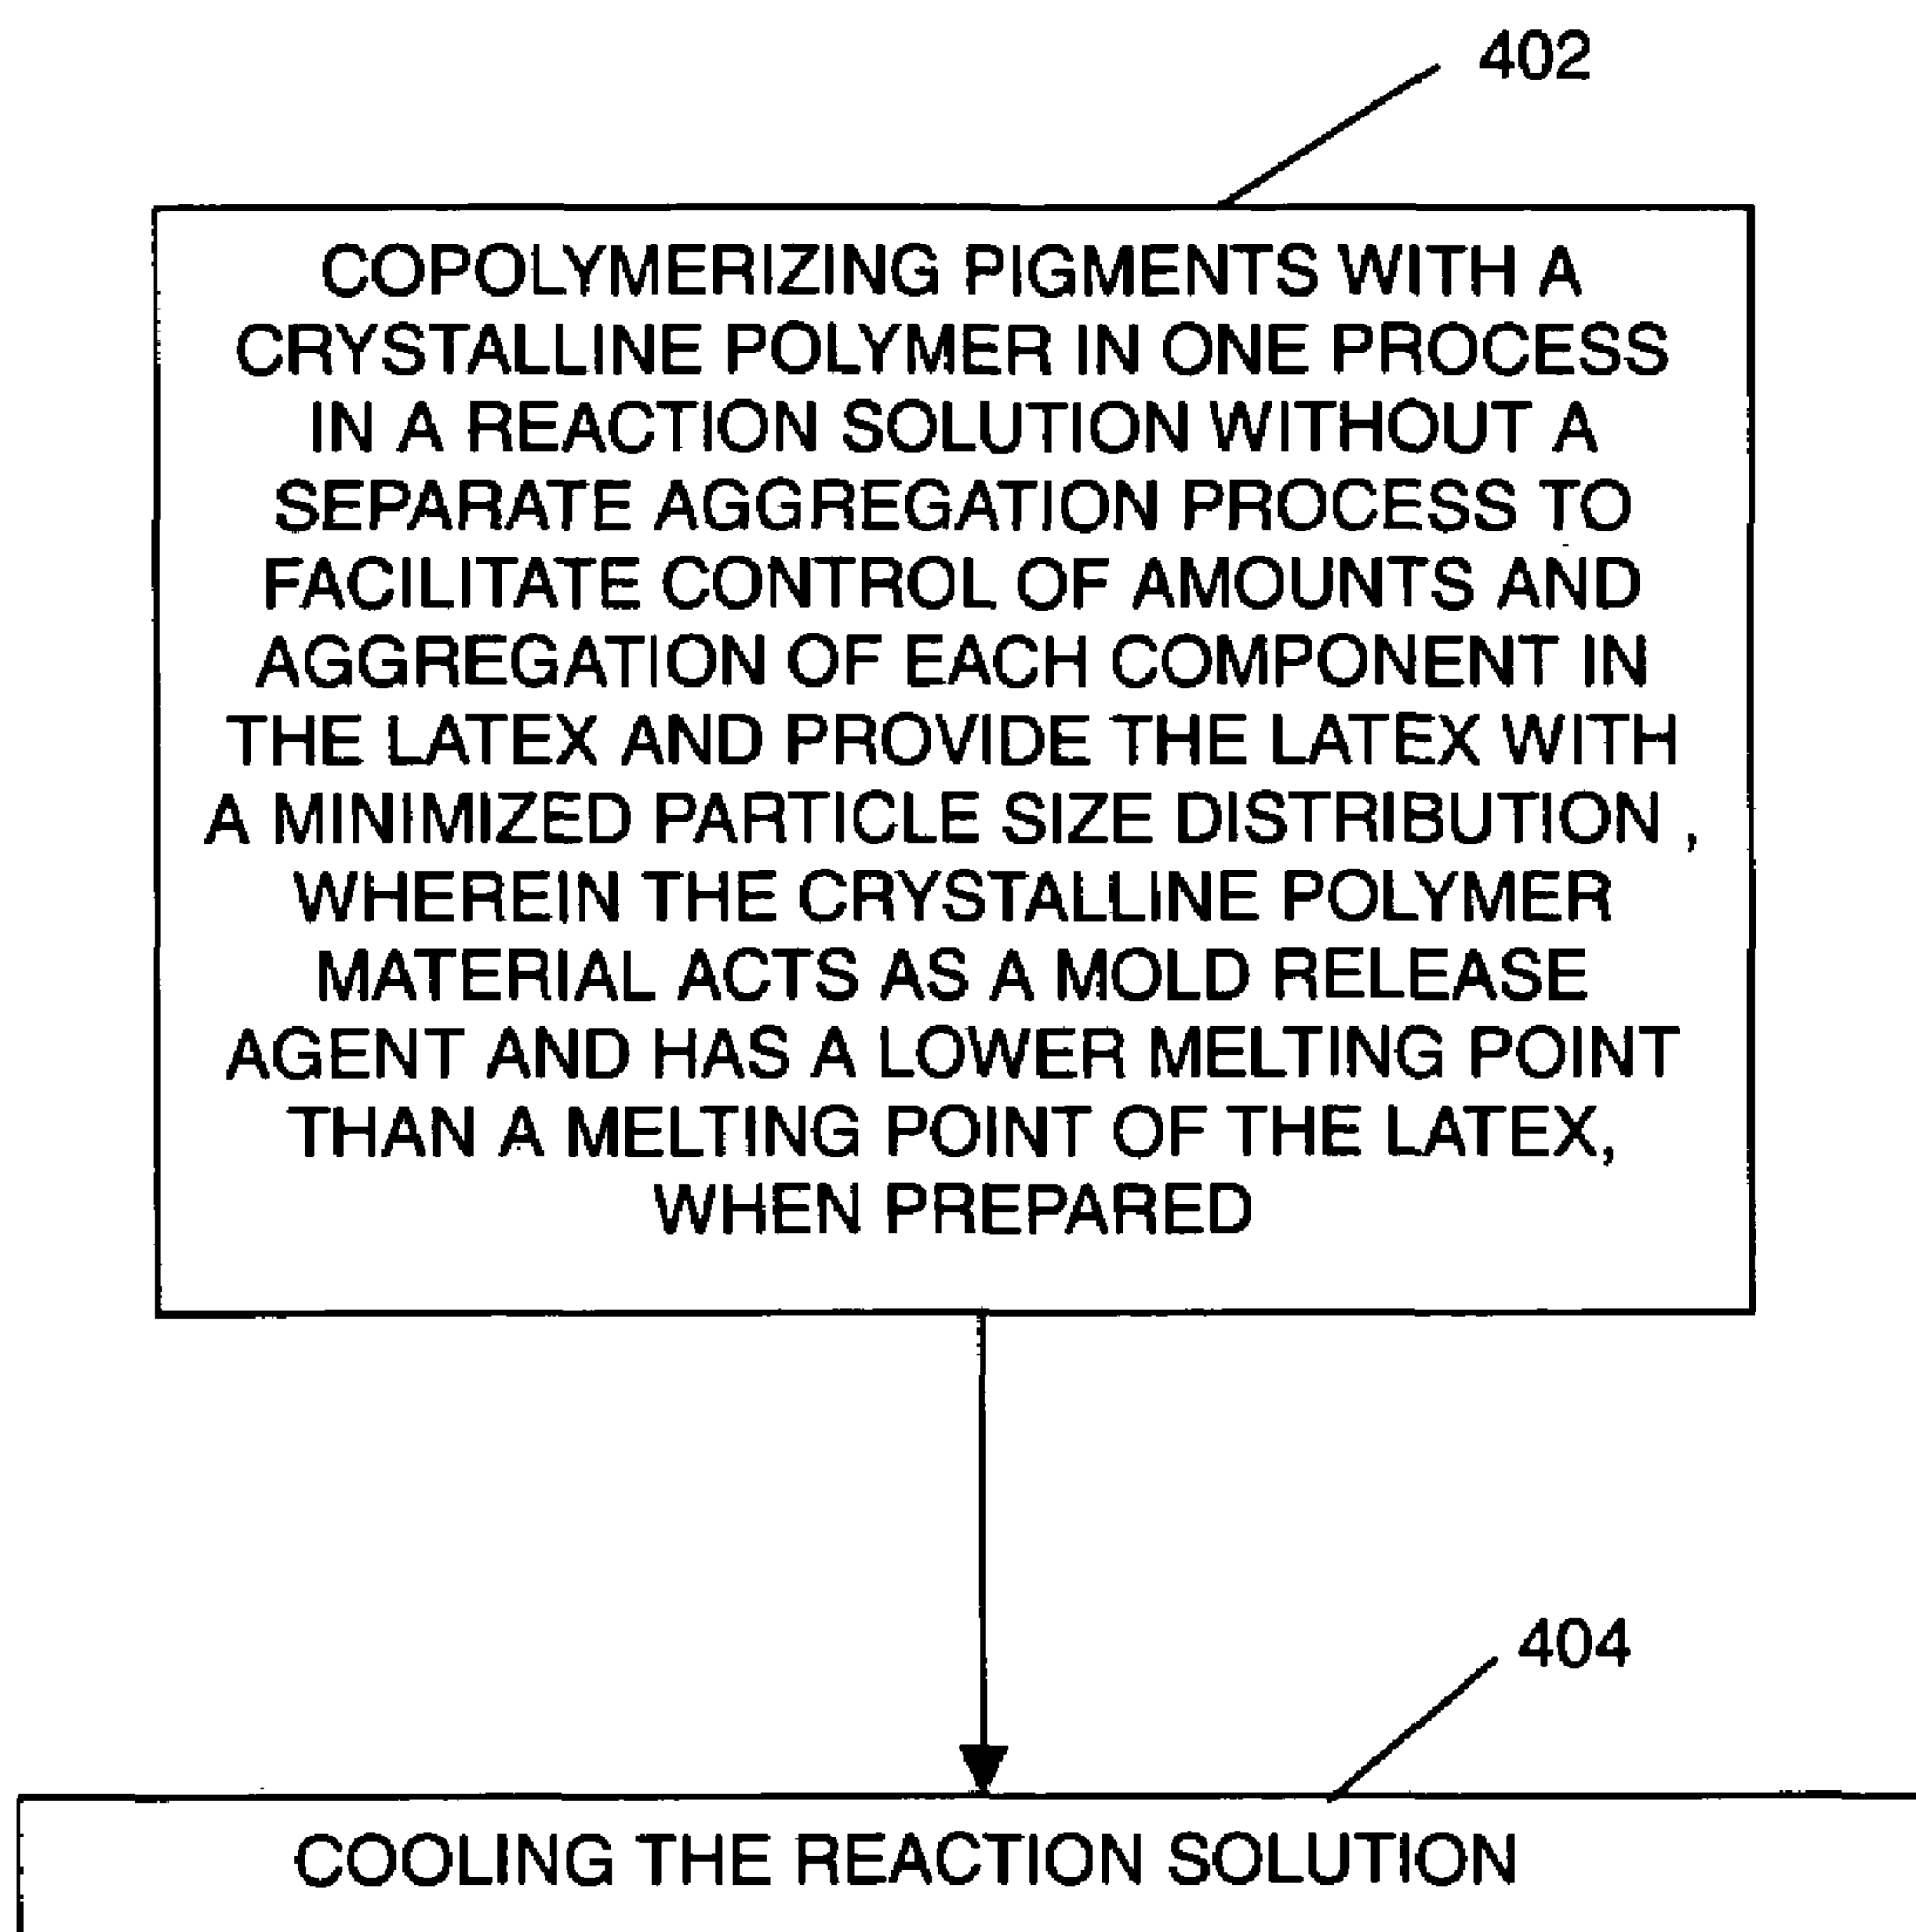 402
COPOLYMERIZING PIGMENTS WITH A
CRYSTALLINE POLYMER IN ONE PROCESS
IN A REACTION SOLUTION WITHOUT A
SEPARATE AGGREGATION PROCESS TO
FACILITATE CONTROL OF AMOUNTS AND
AGGREGATION OF EACH COMPONENT IN
THE LATEX AND PROVIDE THE LATEX WITH
A MINIMIZED PARTICLE SIZE DISTRIBUTION ,
WHEREIN THE CRYSTALLINE POLYMER
MATERIAL ACTS AS A MOLD RELEASE
AGENT AND HAS A LOWER MELTING POINT
THAN A MELTING POINT OF THE LATEX,
WHEN PREPARED
404
COOLING THE REACTION SOLUTION